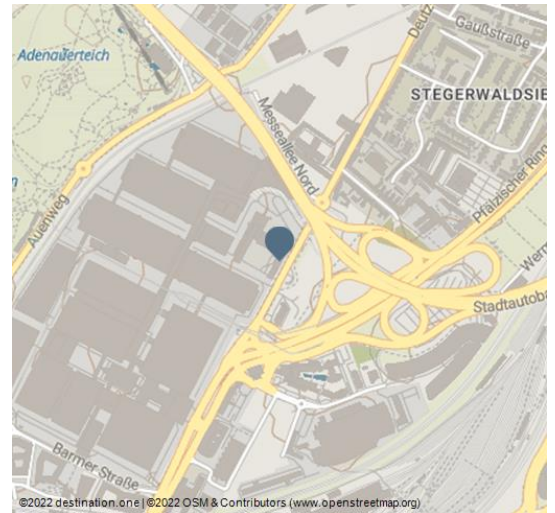 Adenauerteich
Gaußstraße
Deutz
STEGERWALDSIE
Messeallee Nord
Pfälzischer Ring
Auenweg
Wern
Stadtautoba
Barmer Straße
©2022 destination.one | ©2022 OSM & Contributors (www.openstreetmap.org)